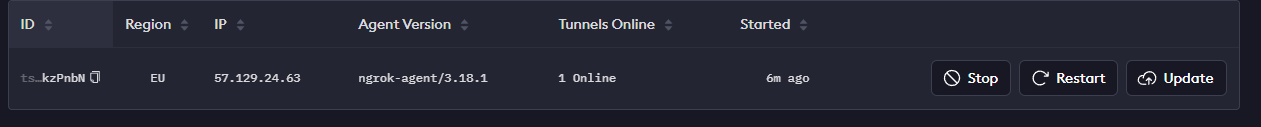 ID Region IP Agent Version Tunnels Online Started
ts…kzPnbN EU 57.129.24.63 ngrok-agent/3.18.1 1 Online 6m ago Stop Restart Update